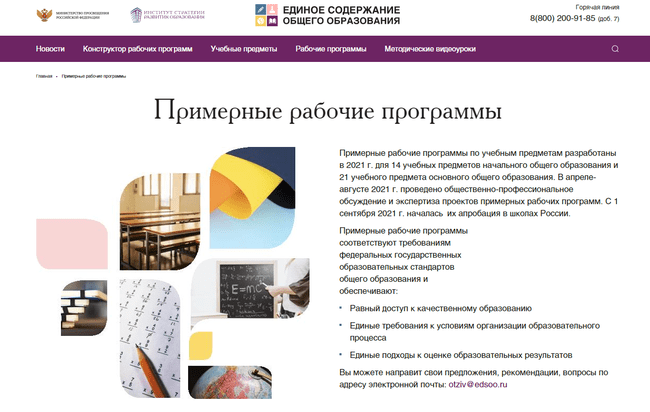 МИНИСТЕРСТВО ПРОСВЕЩЕНИЯ
РОССИЙСКОЙ ФЕДЕРАЦИИ
ИНСТИТУТ СТРАТЕГИИ
РАЗВИТИЯ ОБРАЗОВАНИЯ
ЕДИНОЕ СОДЕРЖАНИЕ
ОБЩЕГО ОБРАЗОВАНИЯ
Горячая линия
8(800) 200-91-85 (доб. 7)
Новости Конструктор рабочих программ Учебные предметы Рабочие программы Методические видеоуроки
Главная • Примерные рабочие программы
Примерные рабочие программы
Примерные рабочие программы по учебным предметам разработаны
в 2021 г. для 14 учебных предметов начального общего образования и
21 учебного предмета основного общего образования. В апреле-
августе 2021 г. проведено общественно-профессиональное
обсуждение и экспертиза проектов примерных рабочих программ. С 1
сентября 2021 г. началась их апробация в школах России.
Примерные рабочие программы
соответствуют требованиям
федеральных государственных
образовательных стандартов
общего образования и
обеспечивают:
Равный доступ к качественному образованию
Единые требования к условиям организации образовательного
процесса
Единые подходы к оценке образовательных результатов
Вы можете направит свои предложения, рекомендации, вопросы по
адресу электронной почты: otziv@edsoo.ru
E=MC